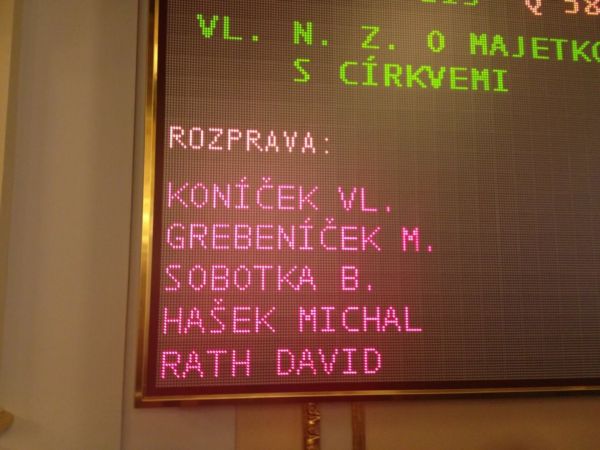 VL. N. Z. O MAJETKO
S CÍRKVEMI
ROZPRAVA:
KONÍČEK VL.
GREBENÍČEK M.
SOBOTKA B.
HAŠEK MICHAL
RATH DAVID